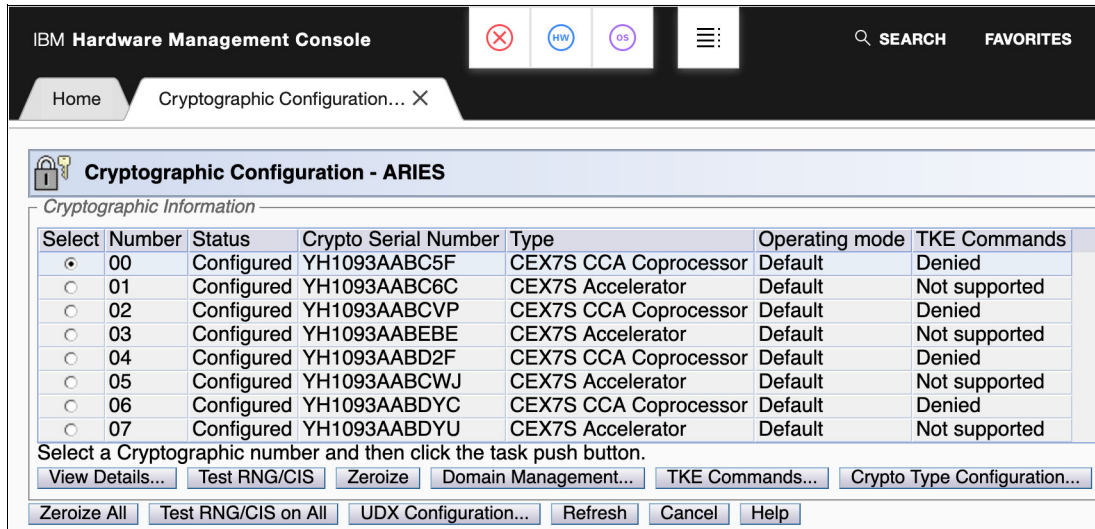 IBM Hardware Management Console HW OS SEARCH FAVORITES
Home Cryptographic Configuration...
Cryptographic Configuration - ARIES
Cryptographic Information
Select Number Status Crypto Serial Number Type Operating mode TKE Commands
00 Configured YH1093AABC5F CEX7S CCA Coprocessor Default Denied
01 Configured YH1093AABC6C CEX7S Accelerator Default Not supported
02 Configured YH1093AABCVP CEX7S CCA Coprocessor Default Denied
03 Configured YH1093AABEBE CEX7S Accelerator Default Not supported
04 Configured YH1093AABD2F CEX7S CCA Coprocessor Default Denied
05 Configured YH1093AABCWJ CEX7S Accelerator Default Not supported
06 Configured YH1093AABDYC CEX7S CCA Coprocessor Default Denied
07 Configured YH1093AABDYU CEX7S Accelerator Default Not supported
Select a Cryptographic number and then click the task push button.
View Details... Test RNG/CIS Zeroize Domain Management... TKE Commands... Crypto Type Configuration...
Zeroize All Test RNG/CIS on All UDX Configuration... Refresh Cancel Help